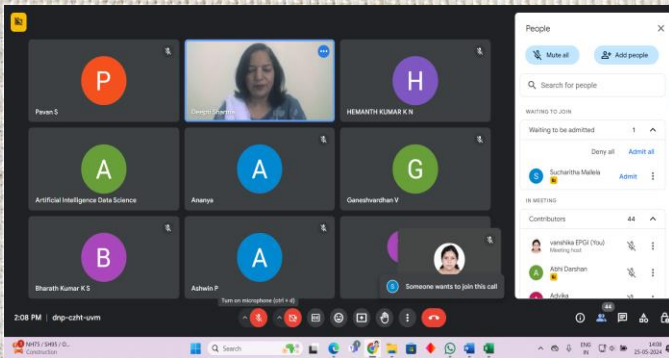 P
Pavan S
Deepti Sharma
H
HEMANTH KUMAR K N
A
Artificial Intelligence Data Science
A
Ananya
G
Ganeshvardhan V
B
Bharath Kumar K S
A
Ashwin P
Someone wants to join this call
Turn on microphone (ctrl + d)
2:08 PM | dnp-czht-uvm
People
Mute all
Add people
Search for people
WAITING TO JOIN
Waiting to be admitted 1
Deny all Admit all
S Sucharitha Mallela Admit
IN MEETING
Contributors 44
vanshika EPGI (You)
Meeting host
A Abhi Darshan
Advika
44
Construction
Search
ENG
IN
14:08
25-05-2024